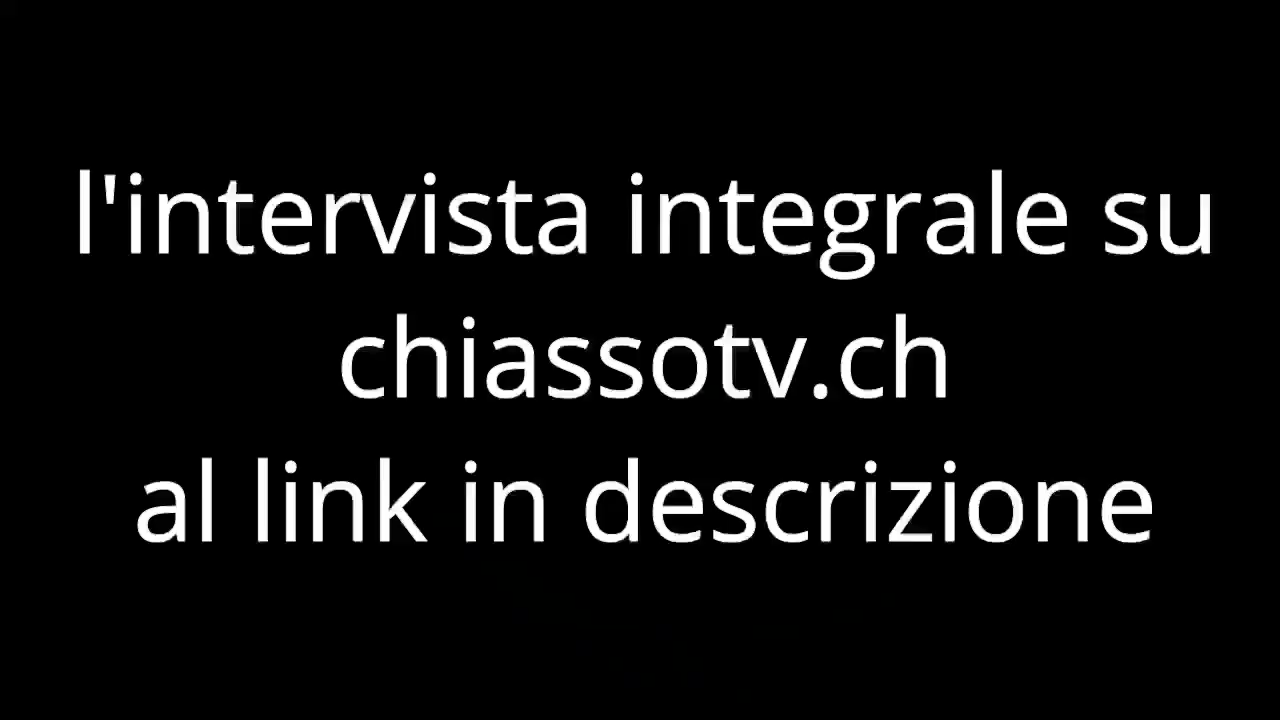 l'intervista integrale su
chiassotv.ch
al link in descrizione